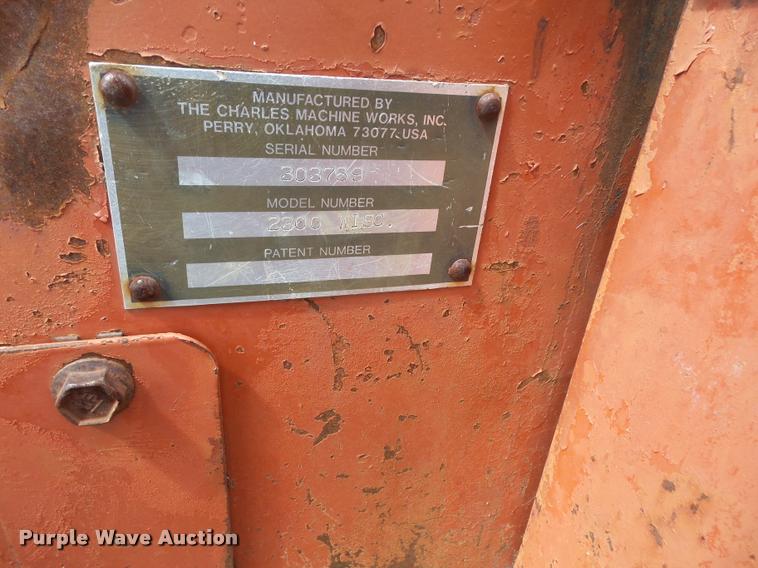 MANUFACTURED BY
THE CHARLES MACHINE WORKS, INC.
PERRY, OKLAHOMA 73077 USA
SERIAL NUMBER
MODEL NUMBER
2300 MISC.
PATENT NUMBER
Purple Wave Auction